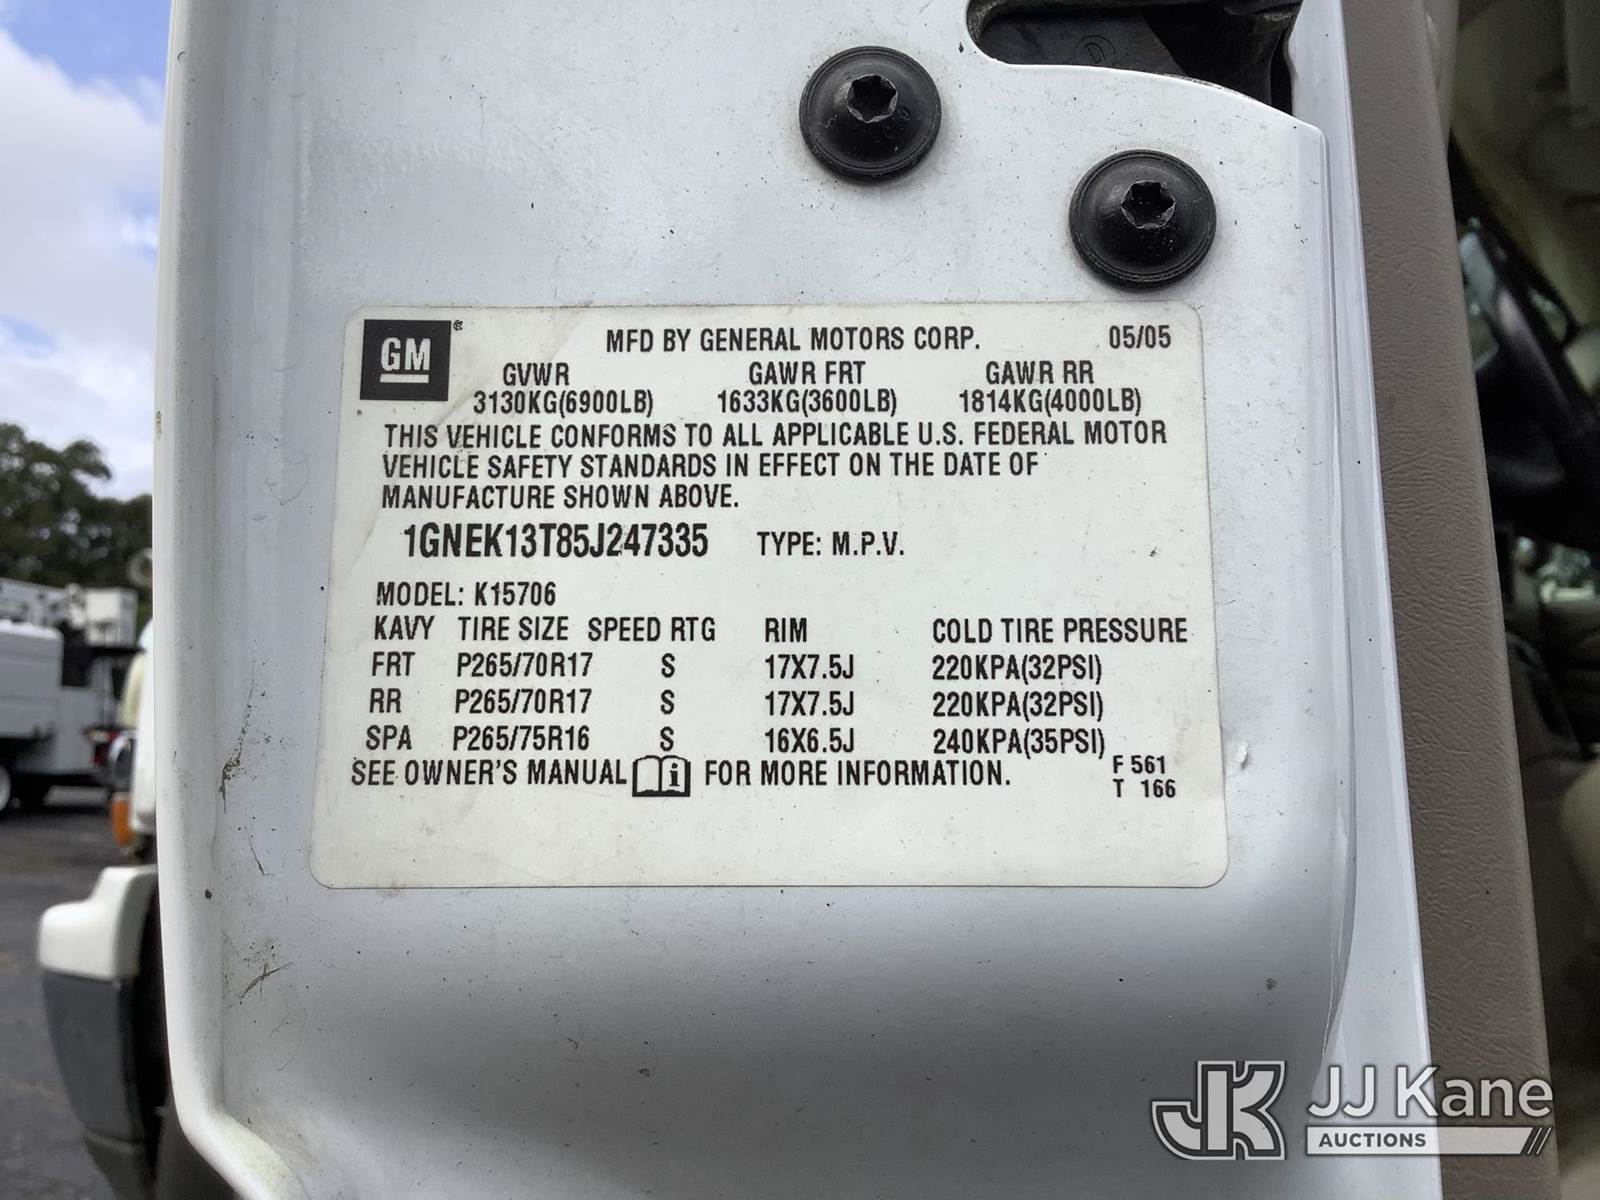 GM
MFD BY GENERAL MOTORS CORP. 05/05
GVWR GAWR FRT GAWR RR
3130KG(6900LB) 1633KG(3600LB) 1814KG(4000LB)
THIS VEHICLE CONFORMS TO ALL APPLICABLE U.S. FEDERAL MOTOR
VEHICLE SAFETY STANDARDS IN EFFECT ON THE DATE OF
MANUFACTURE SHOWN ABOVE.
1GNEK13T85J247335 TYPE: M.P.V.
MODEL: K15706
KAVY TIRE SIZE SPEED RTG RIM COLD TIRE PRESSURE
FRT P265/70R17 S 17X7.5J 220KPA(32PSI)
RR P265/70R17 S 17X7.5J 220KPA(32PSI)
SPA P265/75R16 S 16X6.5J 240KPA(35PSI)
SEE OWNER'S MANUAL i FOR MORE INFORMATION. F 561
T 166
JK JJ Kane
AUCTIONS